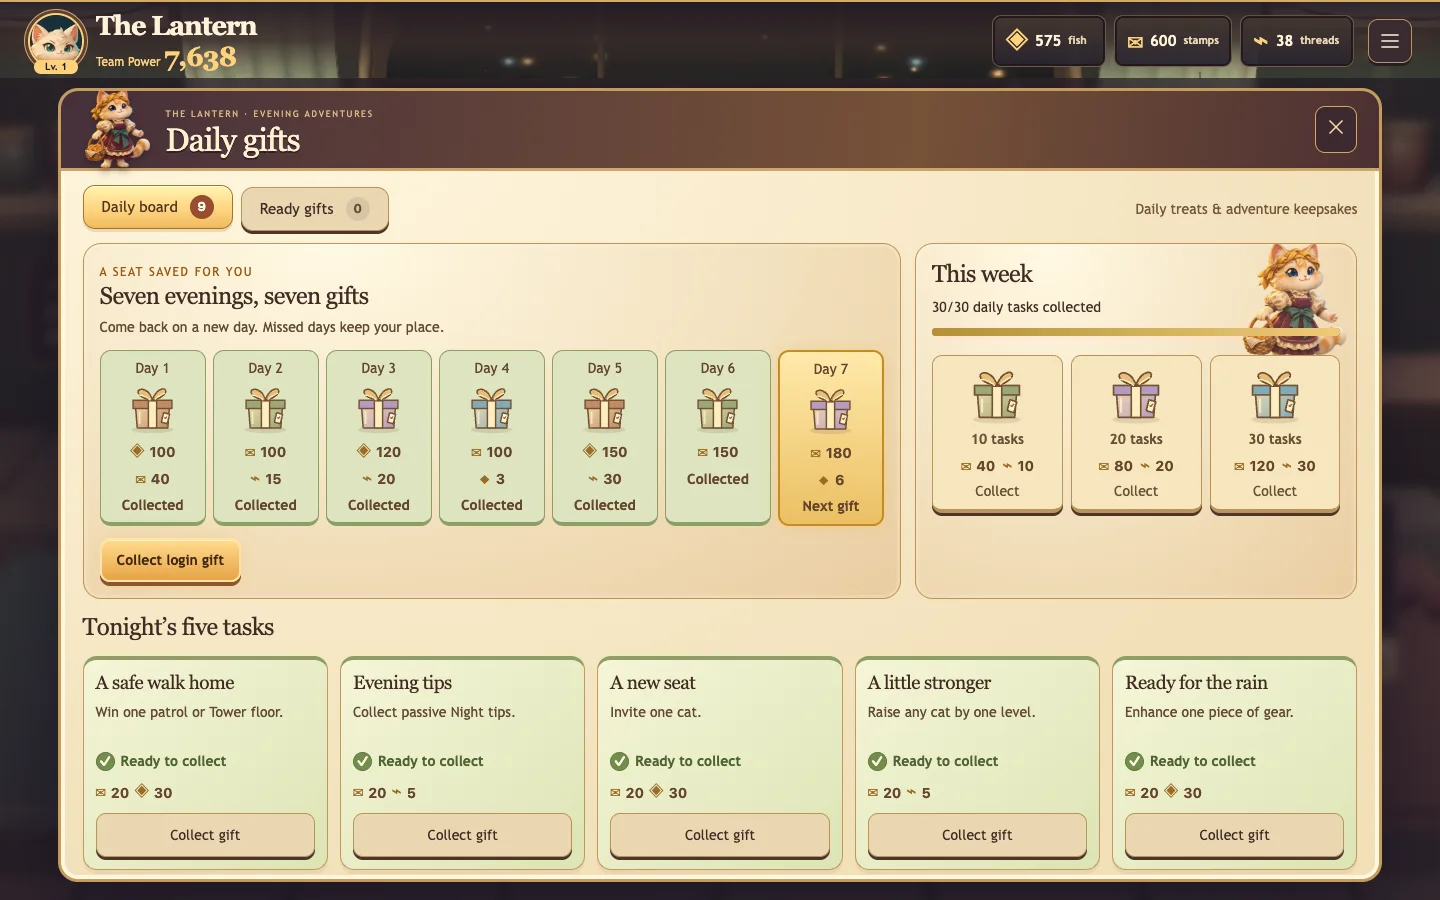 The Lantern
Team Power 7,638
Lv. 1
575 fish
600 stamps
38 threads
THE LANTERN · EVENING ADVENTURES
Daily gifts
Daily board 9
Ready gifts 0
Daily treats & adventure keepsakes
A SEAT SAVED FOR YOU
Seven evenings, seven gifts
Come back on a new day. Missed days keep your place.
Day 1
100
40
Collected
Day 2
100
15
Collected
Day 3
120
20
Collected
Day 4
100
3
Collected
Day 5
150
30
Collected
Day 6
150
Collected
Day 7
180
6
Next gift
Collect login gift
This week
30/30 daily tasks collected
10 tasks
40 10
Collect
20 tasks
80 20
Collect
30 tasks
120 30
Collect
Tonight's five tasks
A safe walk home
Win one patrol or Tower floor.
Ready to collect
20 30
Collect gift
Evening tips
Collect passive Night tips.
Ready to collect
20 5
Collect gift
A new seat
Invite one cat.
Ready to collect
20 30
Collect gift
A little stronger
Raise any cat by one level.
Ready to collect
20 5
Collect gift
Ready for the rain
Enhance one piece of gear.
Ready to collect
20 30
Collect gift